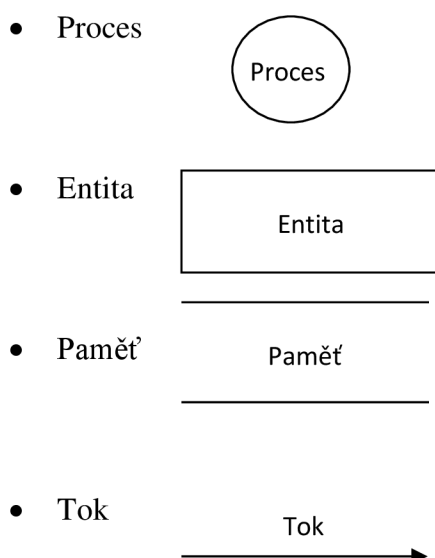 • Proces
Proces
• Entita
Entita
• Paměť
Paměť
• Tok
Tok